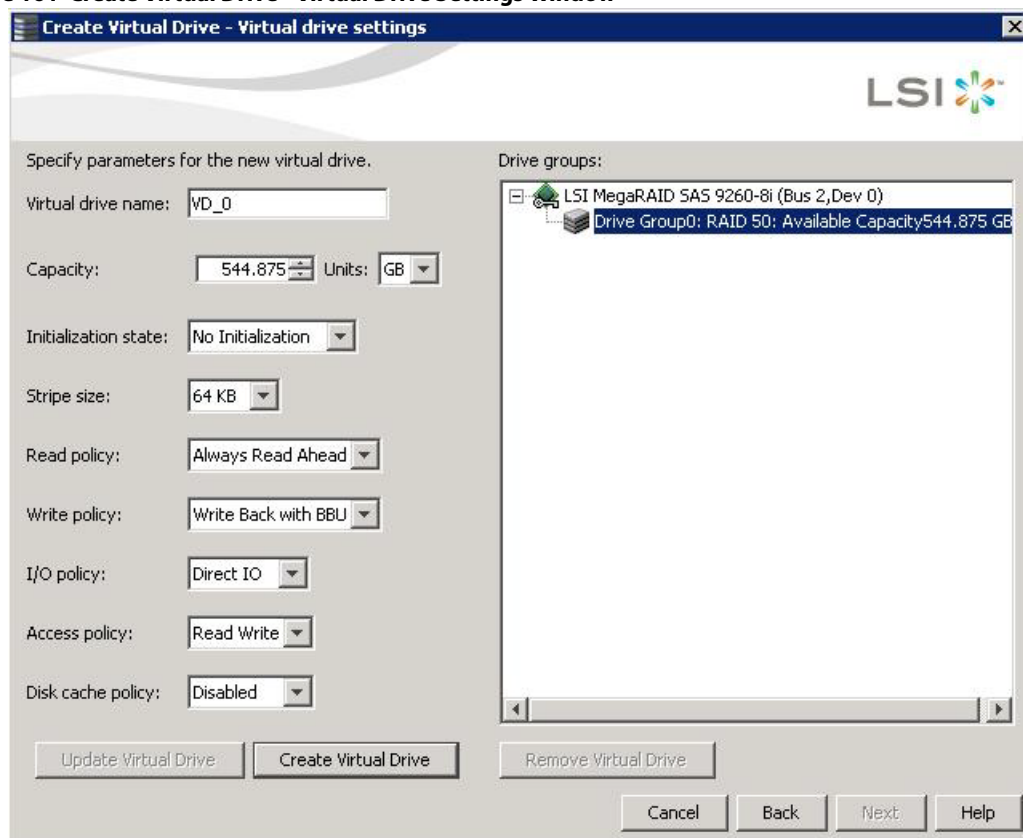 Create Virtual Drive - Virtual drive settings
LSI
Specify parameters for the new virtual drive.
Virtual drive name: VD_0
Capacity: 544.875 Units: GB
Initialization state: No Initialization
Stripe size: 64 KB
Read policy: Always Read Ahead
Write policy: Write Back with BBU
I/O policy: Direct IO
Access policy: Read Write
Disk cache policy: Disabled
Drive groups:
LSI MegaRAID SAS 9260-8i (Bus 2,Dev 0)
Drive Group0: RAID 50: Available Capacity544.875 GB
Update Virtual Drive
Create Virtual Drive
Remove Virtual Drive
Cancel
Back
Next
Help